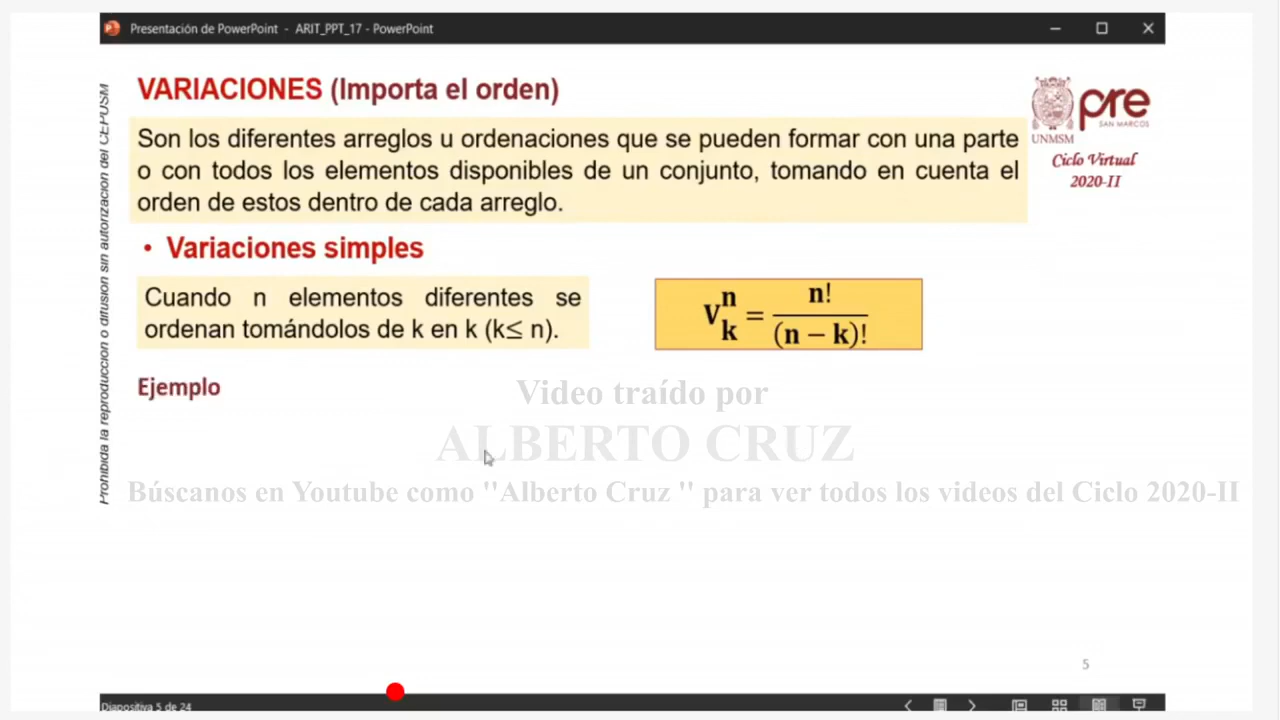 Presentación de PowerPoint - ARIT_PPT_17 - PowerPoint
Prohibida la reproduccion o difusion sin autorizacion del CEPUSM
VARIACIONES (Importa el orden)
pre
SAN MARCOS
UNMSM
Ciclo Virtual
2020-II
Son los diferentes arreglos u ordenaciones que se pueden formar con una parte
o con todos los elementos disponibles de un conjunto, tomando en cuenta el
orden de estos dentro de cada arreglo.
• Variaciones simples
Cuando n elementos diferentes se
ordenan tomándolos de k en k (k≤ n).
V n k = n! / (n − k)!
Ejemplo
Video traído por
ALBERTO CRUZ
Búscanos en Youtube como "Alberto Cruz " para ver todos los videos del Ciclo 2020-II
5
Diapositiva 5 de 24